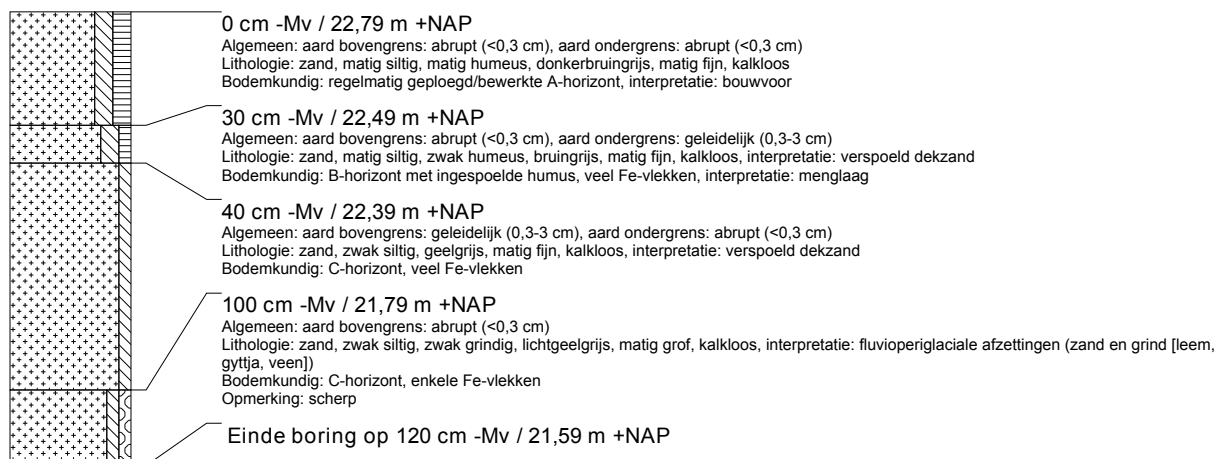 0 cm -Mv / 22,79 m +NAP
Algemeen: aard bovengrens: abrupt (<0,3 cm), aard ondergrens: abrupt (<0,3 cm)
Lithologie: zand, matig siltig, matig humeus, donkerbruingrijs, matig fijn, kalkloos
Bodemkundig: regelmatig geploegd/bewerkte A-horizont, interpretatie: bouwvoor
30 cm -Mv / 22,49 m +NAP
Algemeen: aard bovengrens: abrupt (<0,3 cm), aard ondergrens: geleidelijk (0,3-3 cm)
Lithologie: zand, matig siltig, zwak humeus, bruingrijs, matig fijn, kalkloos, interpretatie: verspoeld dekzand
Bodemkundig: B-horizont met ingespoelde humus, veel Fe-vlekken, interpretatie: menglaag
40 cm -Mv / 22,39 m +NAP
Algemeen: aard bovengrens: geleidelijk (0,3-3 cm), aard ondergrens: abrupt (<0,3 cm)
Lithologie: zand, zwak siltig, geelgrijs, matig fijn, kalkloos, interpretatie: verspoeld dekzand
Bodemkundig: C-horizont, veel Fe-vlekken
100 cm -Mv / 21,79 m +NAP
Algemeen: aard bovengrens: abrupt (<0,3 cm)
Lithologie: zand, zwak siltig, zwak grindig, lichtgeelgrijs, matig grof, kalkloos, interpretatie: fluvioperiglaciale afzettingen (zand en grind [leem,
gyttja, veen])
Bodemkundig: C-horizont, enkele Fe-vlekken
Opmerking: scherp
Einde boring op 120 cm -Mv / 21,59 m +NAP